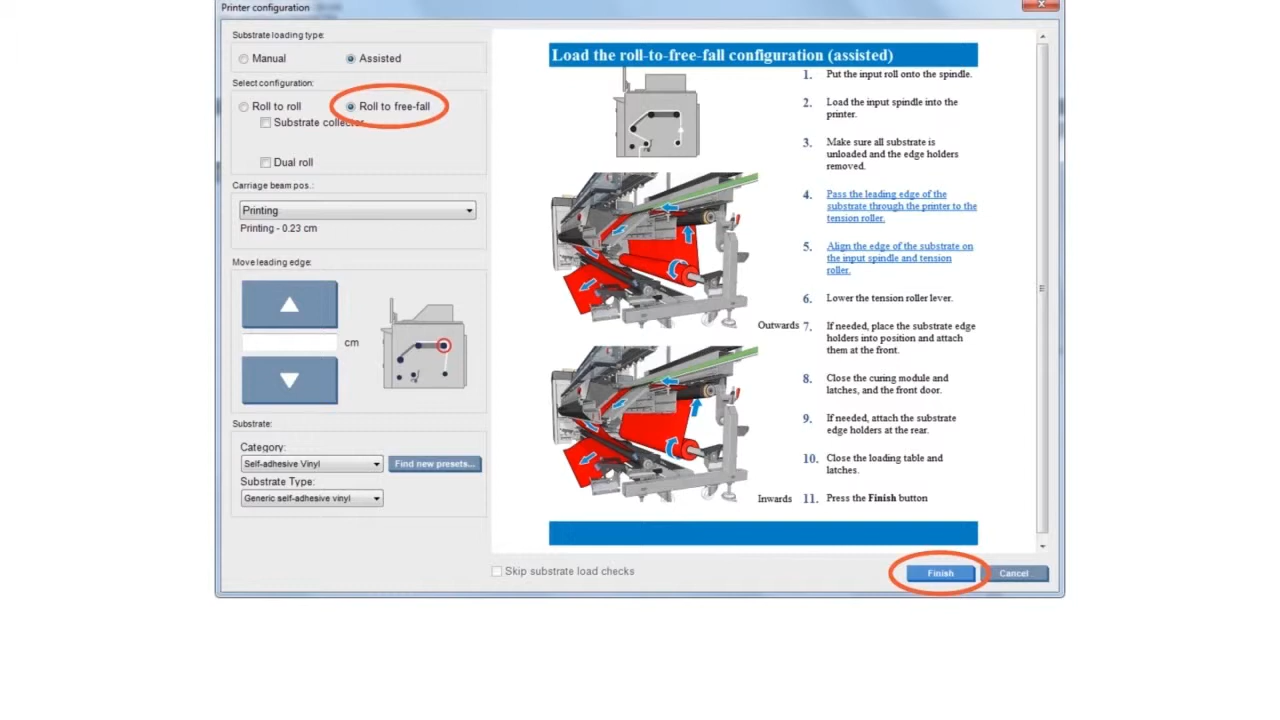 Printer configuration
Substrate loading type:
Manual
Assisted
Select configuration:
Roll to roll
Roll to free-fall
Substrate collector
Dual roll
Carriage beam pos.:
Printing
Printing - 0.23 cm
Move leading edge:
cm
Substrate:
Category:
Self-adhesive Vinyl
Find new presets...
Substrate Type:
Generic self-adhesive vinyl
Load the roll-to-free-fall configuration (assisted)
1. Put the input roll onto the spindle.
2. Load the input spindle into the
printer.
3. Make sure all substrate is
unloaded and the edge holders
removed.
4. Pass the leading edge of the
substrate through the printer to the
tension roller.
5. Align the edge of the substrate on
the input spindle and tension
roller.
6. Lower the tension roller lever.
Outwards
7. If needed, place the substrate edge
holders into position and attach
them at the front.
8. Close the curing module and
latches, and the front door.
9. If needed, attach the substrate
edge holders at the rear.
10. Close the loading table and
latches.
Inwards
11. Press the Finish button
Skip substrate load checks
Finish
Cancel